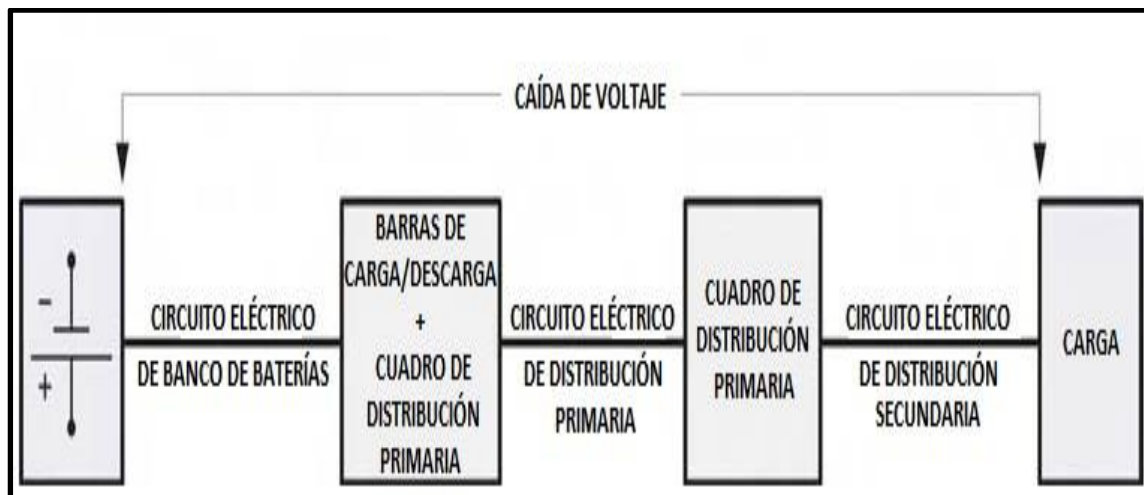 CAÍDA DE VOLTAJE
-
+
CIRCUITO ELÉCTRICO
DE BANCO DE BATERÍAS
BARRAS DE
CARGA/DESCARGA
+
CUADRO DE
DISTRIBUCIÓN
PRIMARIA
CIRCUITO ELÉCTRICO
DE DISTRIBUCIÓN
PRIMARIA
CUADRO DE
DISTRIBUCIÓN
PRIMARIA
CIRCUITO ELÉCTRICO
DE DISTRIBUCIÓN
SECUNDARIA
CARGA